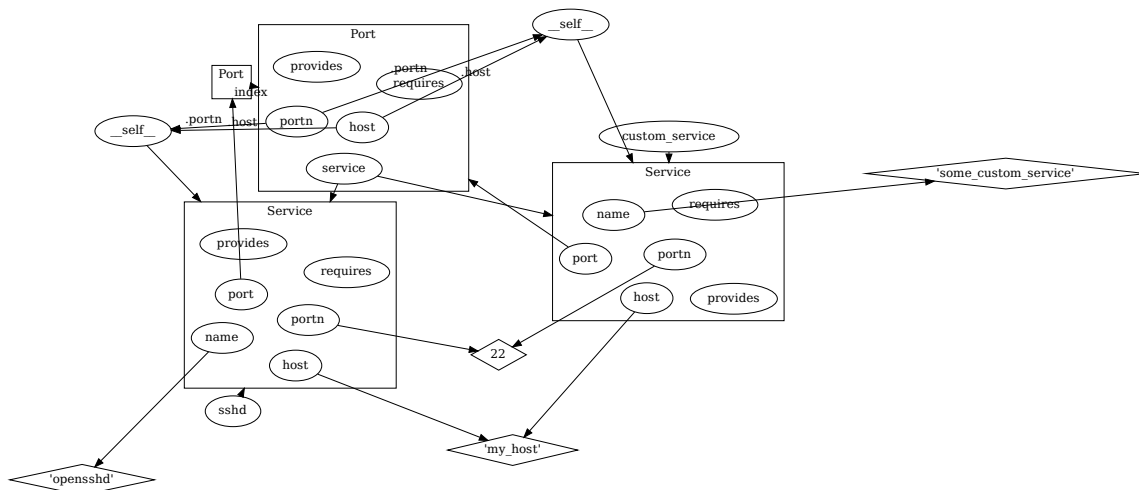 __self__
Port
provides
Port
.portn
.host
requires
index
.portn
host
portn
host
__self__
custom_service
service
Service
'some_custom_service'
requires
name
Service
provides
portn
port
requires
port
host
provides
portn
name
22
host
sshd
'my_host'
'opensshd'